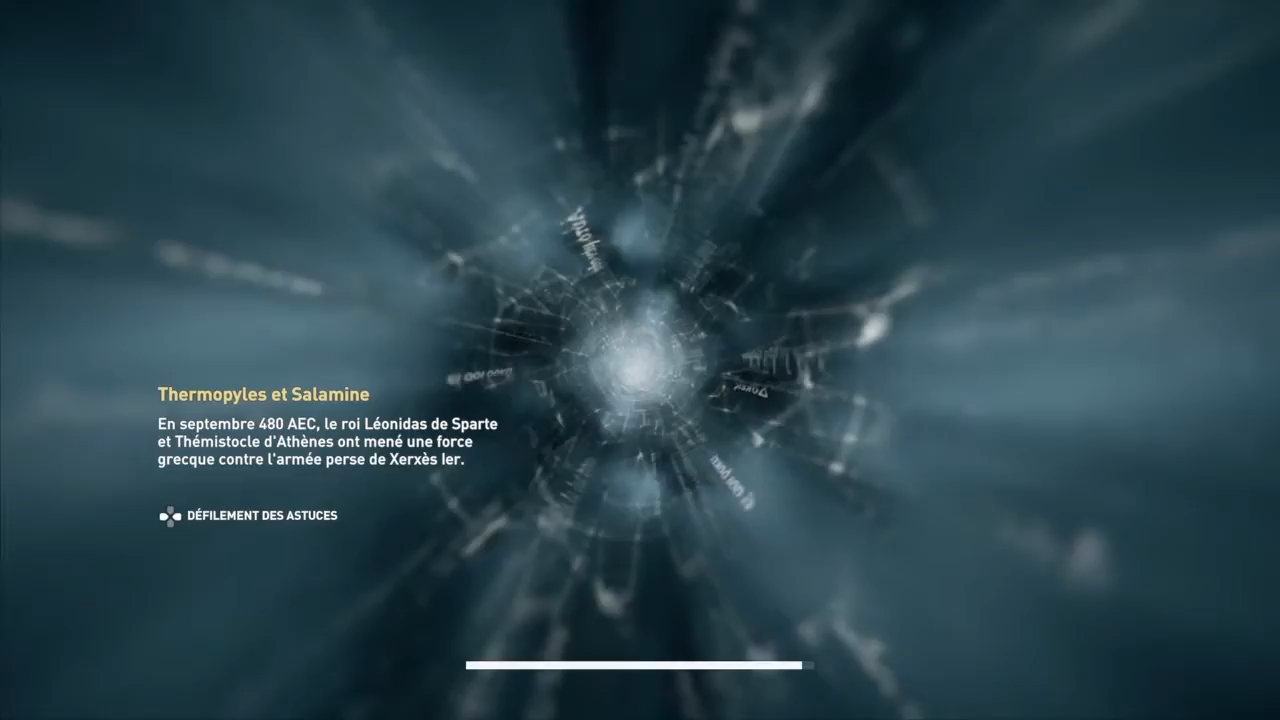 Thermopyles et Salamine
En septembre 480 AEC, le roi Léonidas de Sparte
et Thémistocle d'Athènes ont mené une force
grecque contre l'armée perse de Xerxès Ier.
DÉFILEMENT DES ASTUCES